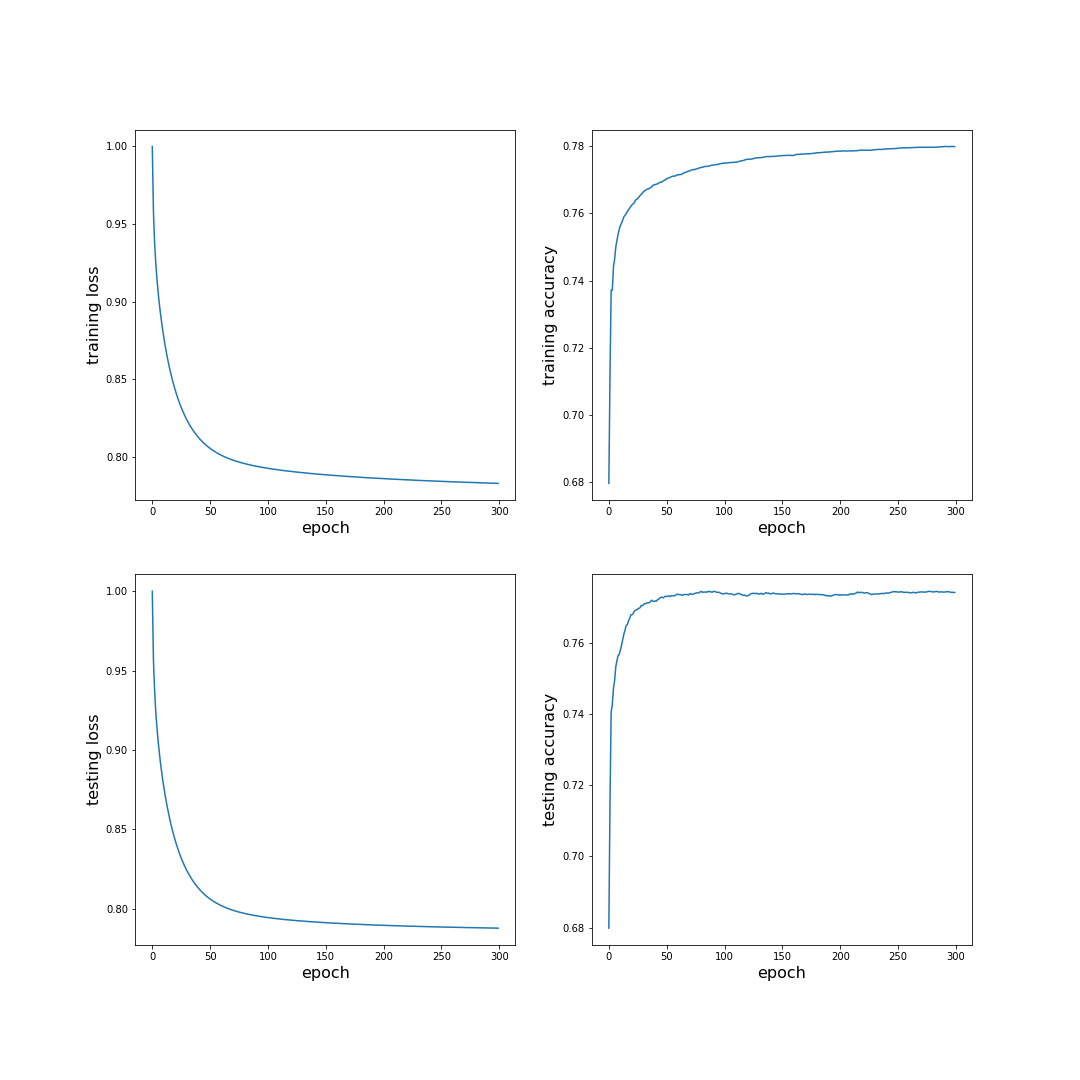 1.00
0.95
0.90
0.85
0.80
training loss
0 50 100 150 200 250 300
epoch
0.78
0.76
0.74
0.72
0.70
0.68
training accuracy
0 50 100 150 200 250 300
epoch
1.00
0.95
0.90
0.85
0.80
testing loss
0 50 100 150 200 250 300
epoch
0.76
0.74
0.72
0.70
0.68
testing accuracy
0 50 100 150 200 250 300
epoch